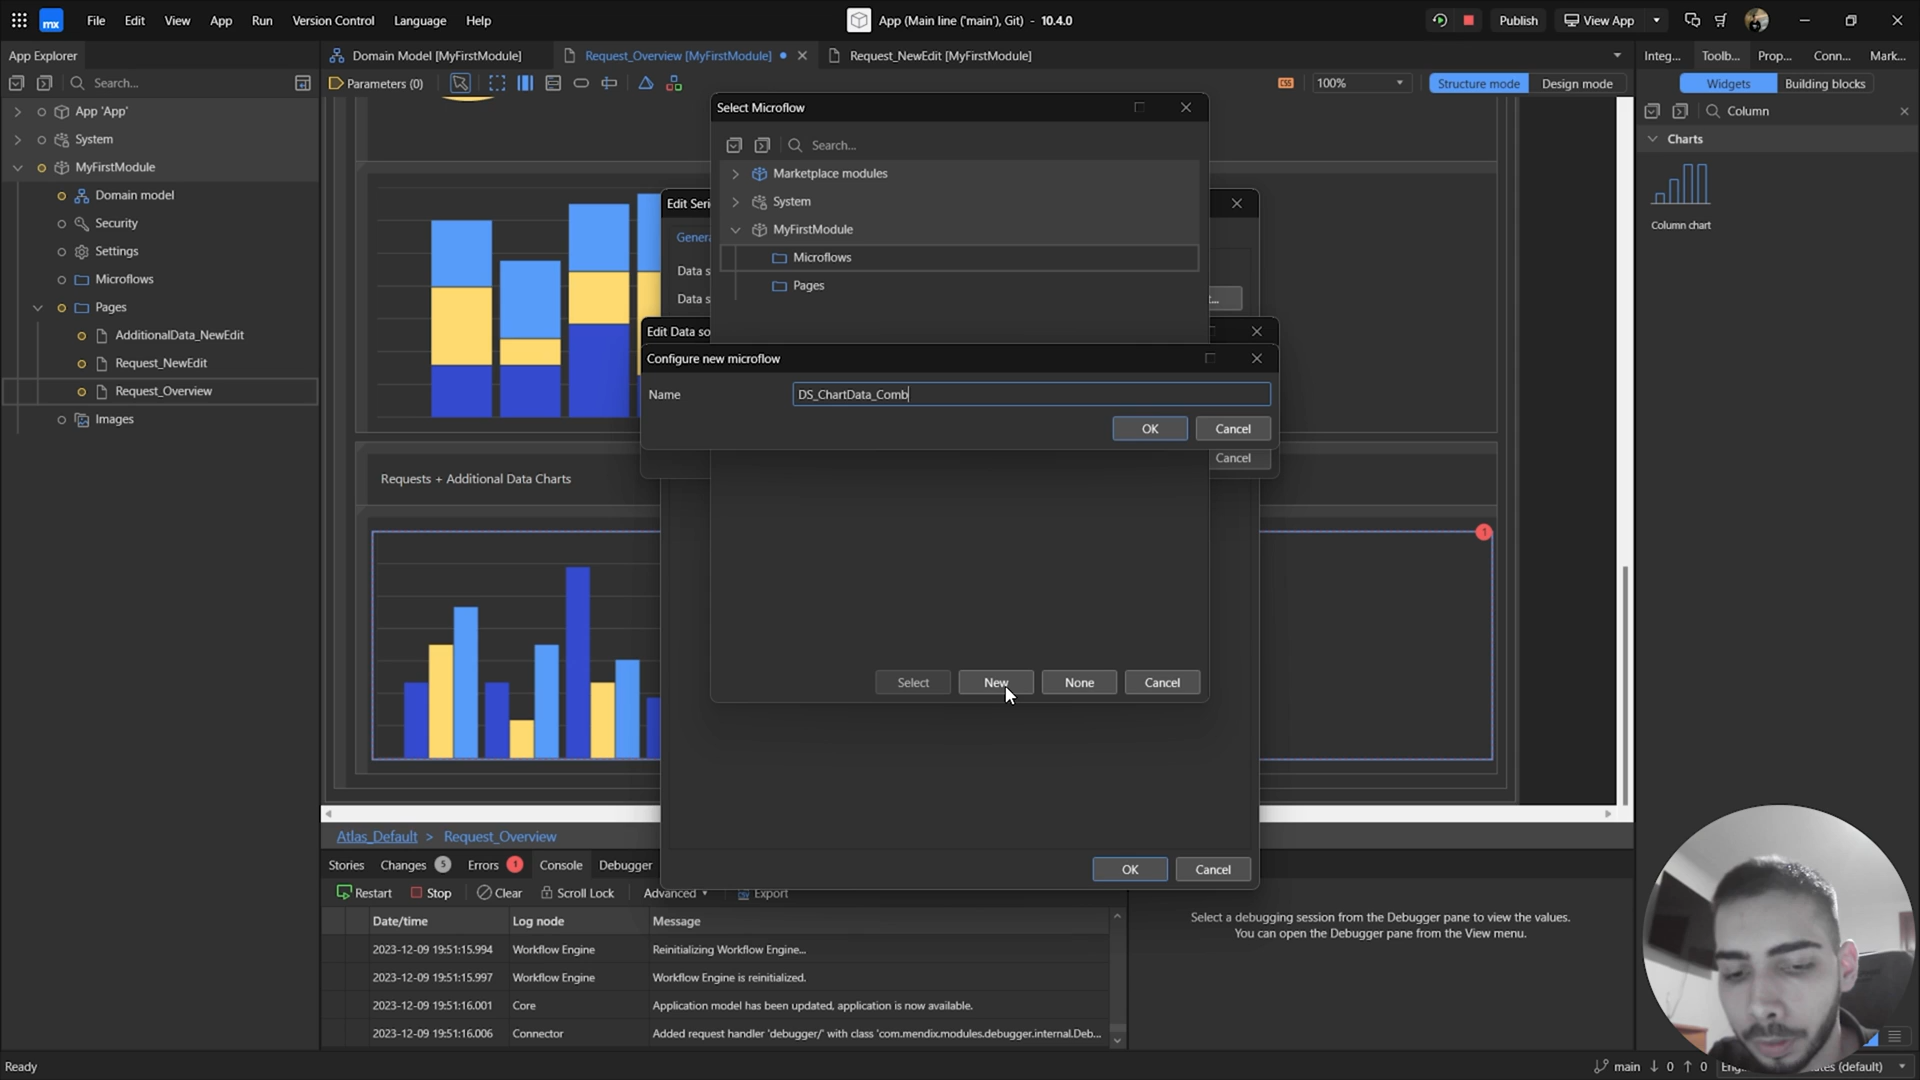 mx File Edit View App Run Version Control Language Help
App (Main line ('main'), Git) - 10.4.0
Publish View App
App Explorer
Search...
App 'App'
System
MyFirstModule
Domain model
Security
Settings
Microflows
Pages
AdditionalData_NewEdit
Request_NewEdit
Request_Overview
Images
Domain Model [MyFirstModule] Request_Overview [MyFirstModule] Request_NewEdit [MyFirstModule]
Parameters (0) CSS 100% Structure mode Design mode
Select Microflow
Search...
Marketplace modules
System
MyFirstModule
Microflows
Pages
Edit Seri
Genera
Data s
Data s
Edit Data so
Configure new microflow
Name DS_ChartData_Comb
OK Cancel
Cancel
Select New None Cancel
OK Cancel
Requests + Additional Data Charts
1
Atlas_Default > Request_Overview
Stories Changes 5 Errors 1 Console Debugger
Restart Stop Clear Scroll Lock Advanced Export
Date/time Log node Message
2023-12-09 19:51:15.994 Workflow Engine Reinitializing Workflow Engine...
2023-12-09 19:51:15.997 Workflow Engine Workflow Engine is reinitialized.
2023-12-09 19:51:16.001 Core Application model has been updated, application is now available.
2023-12-09 19:51:16.006 Connector Added request handler 'debugger/' with class 'com.mendix.modules.debugger.internal.Deb...
Select a debugging session from the Debugger pane to view the values.
You can open the Debugger pane from the View menu.
Integ... Toolb... Prop... Conn... Mark...
Widgets Building blocks
Column
Charts
Column chart
Ready
main 0 0 (default)